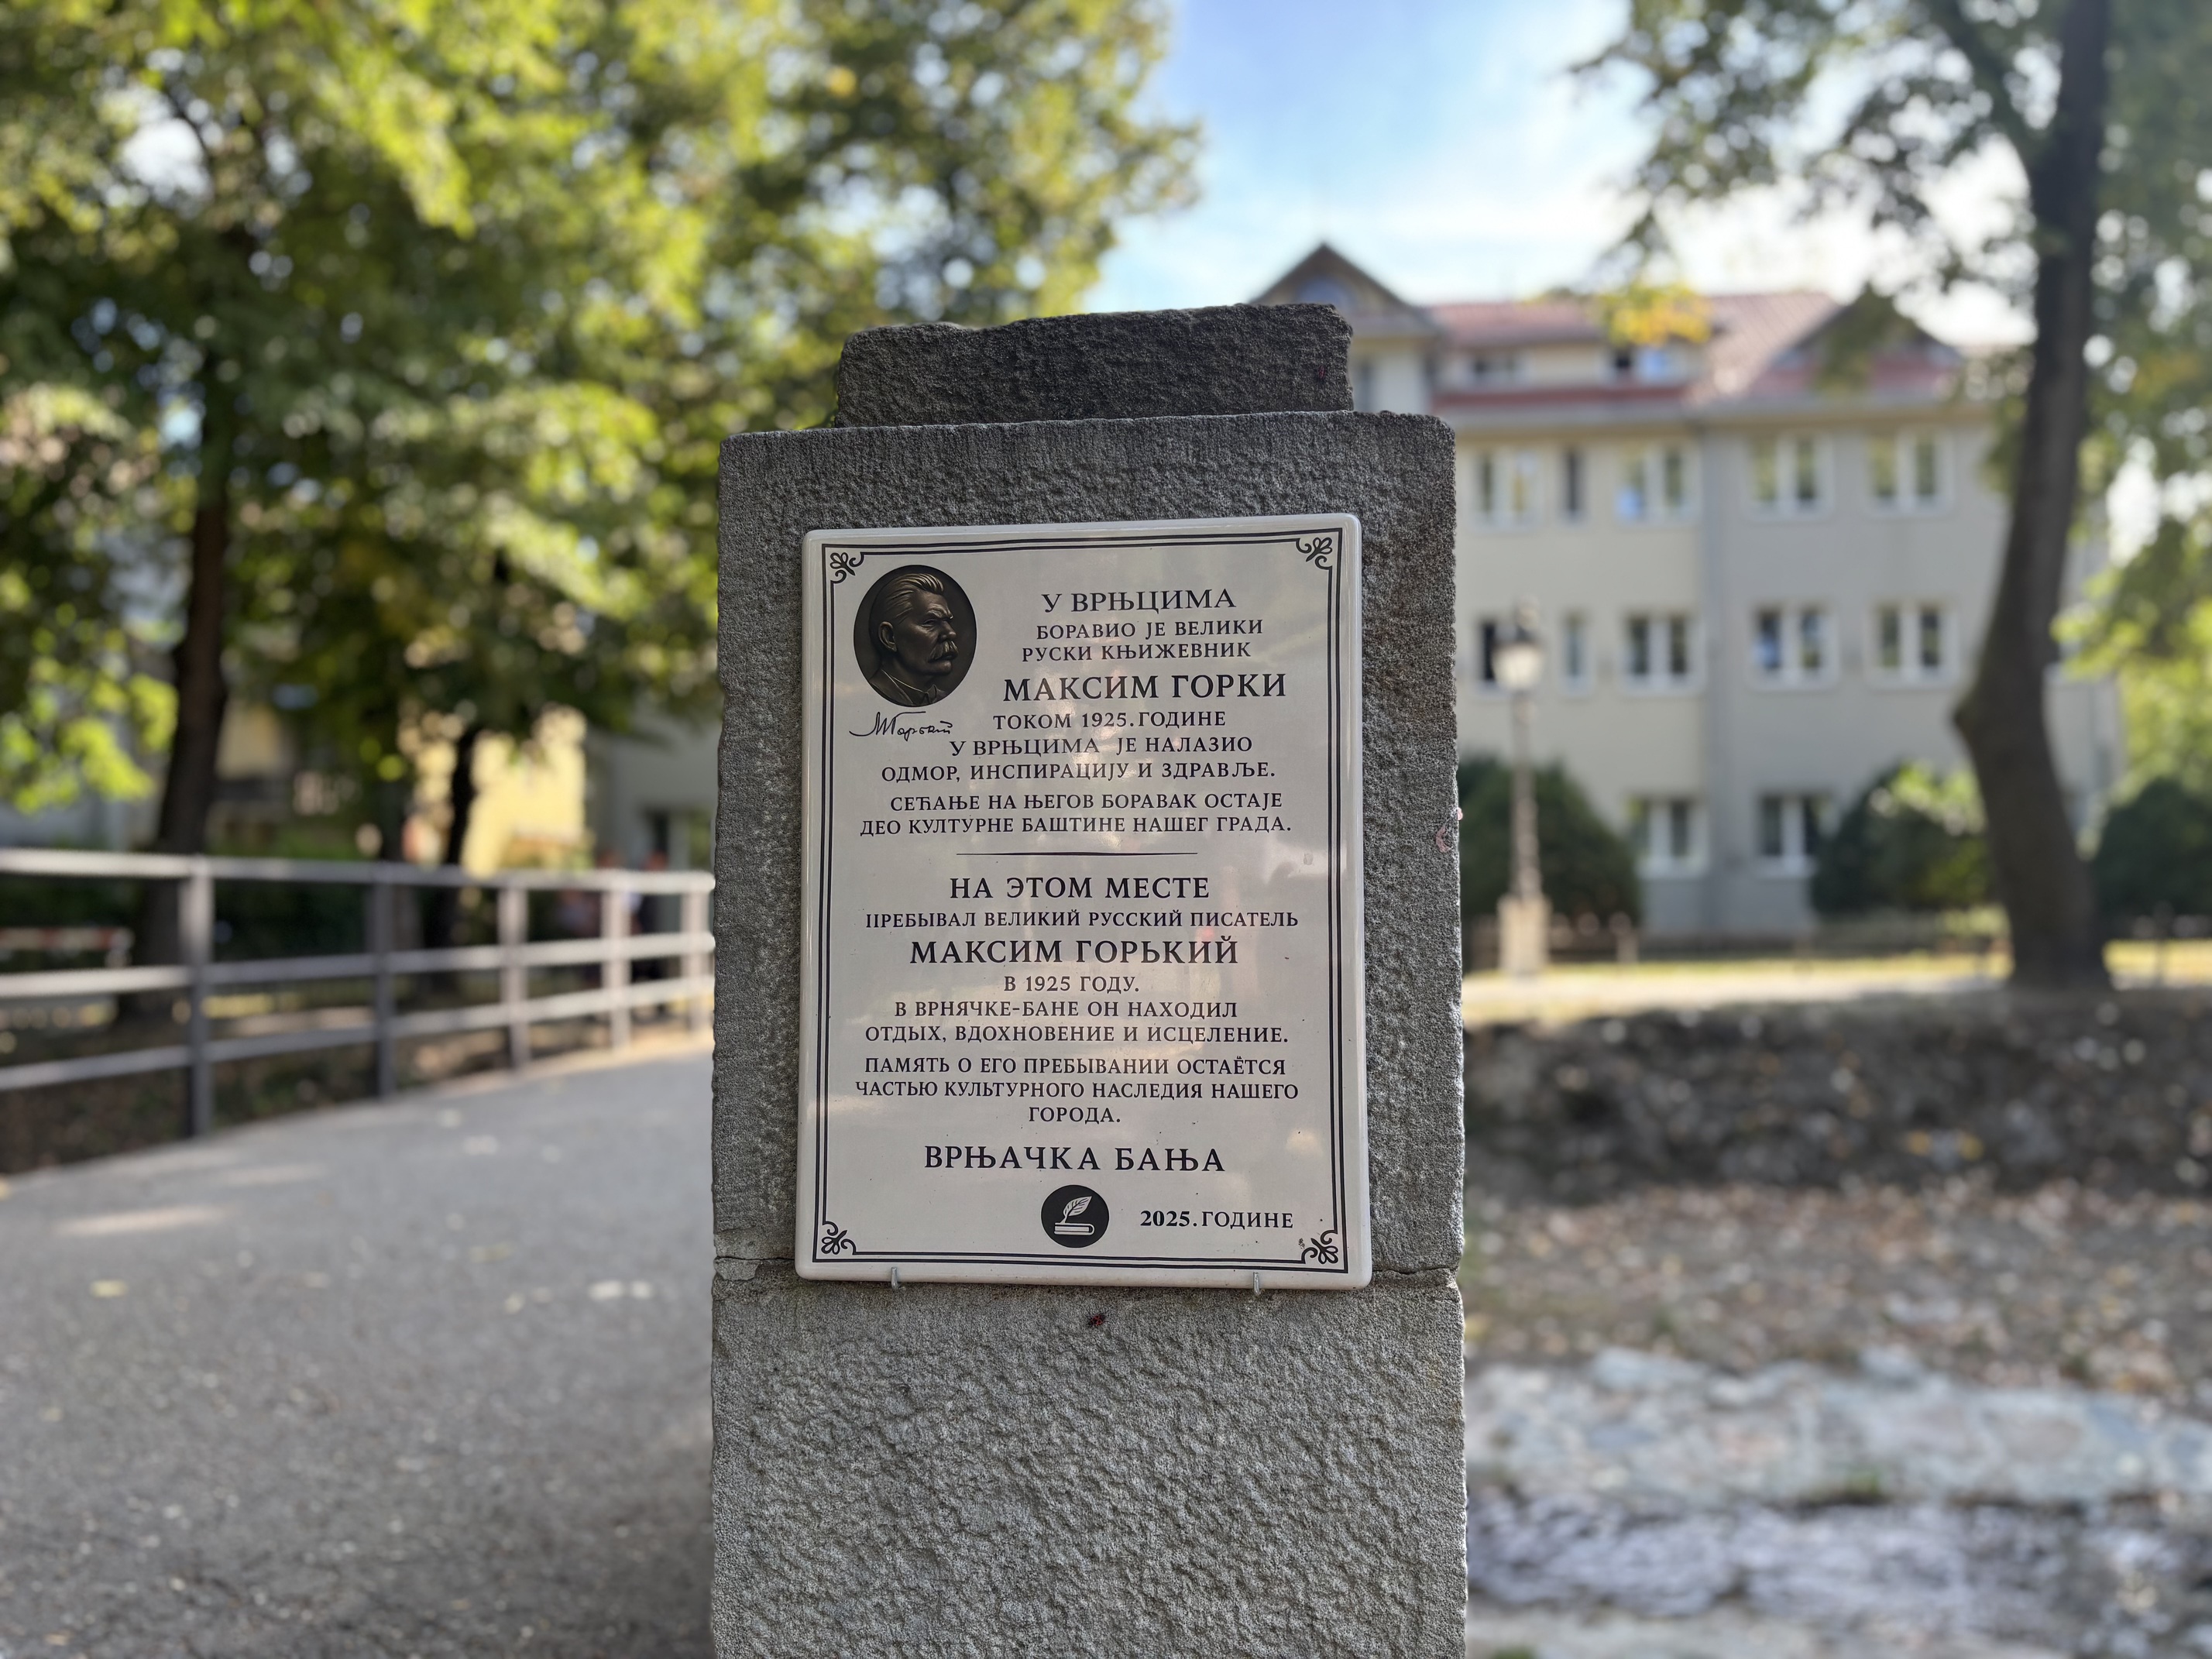 У ВРЊЦИМА
БОРАВИО ЈЕ ВЕЛИКИ
РУСКИ КЊИЖЕВНИК
МАКСИМ ГОРКИ
М Горький
ТОКОМ 1925. ГОДИНЕ
У ВРЊЦИМА ЈЕ НАЛАЗИО
ОДМОР, ИНСПИРАЦИЈУ И ЗДРАВЉЕ.
СЕЋАЊЕ НА ЊЕГОВ БОРАВАК ОСТАЈЕ
ДЕО КУЛТУРНЕ БАШТИНЕ НАШЕГ ГРАДА.
НА ЭТОМ МЕСТЕ
ПРЕБЫВАЛ ВЕЛИКИЙ РУССКИЙ ПИСАТЕЛЬ
МАКСИМ ГОРЬКИЙ
В 1925 ГОДУ.
В ВРНЯЧКЕ-БАНЕ ОН НАХОДИЛ
ОТДЫХ, ВДОХНОВЕНИЕ И ИСЦЕЛЕНИЕ.
ПАМЯТЬ О ЕГО ПРЕБЫВАНИИ ОСТАЁТСЯ
ЧАСТЬЮ КУЛЬТУРНОГО НАСЛЕДИЯ НАШЕГО
ГОРОДА.
ВРЊАЧКА БАЊА
2025. ГОДИНЕ